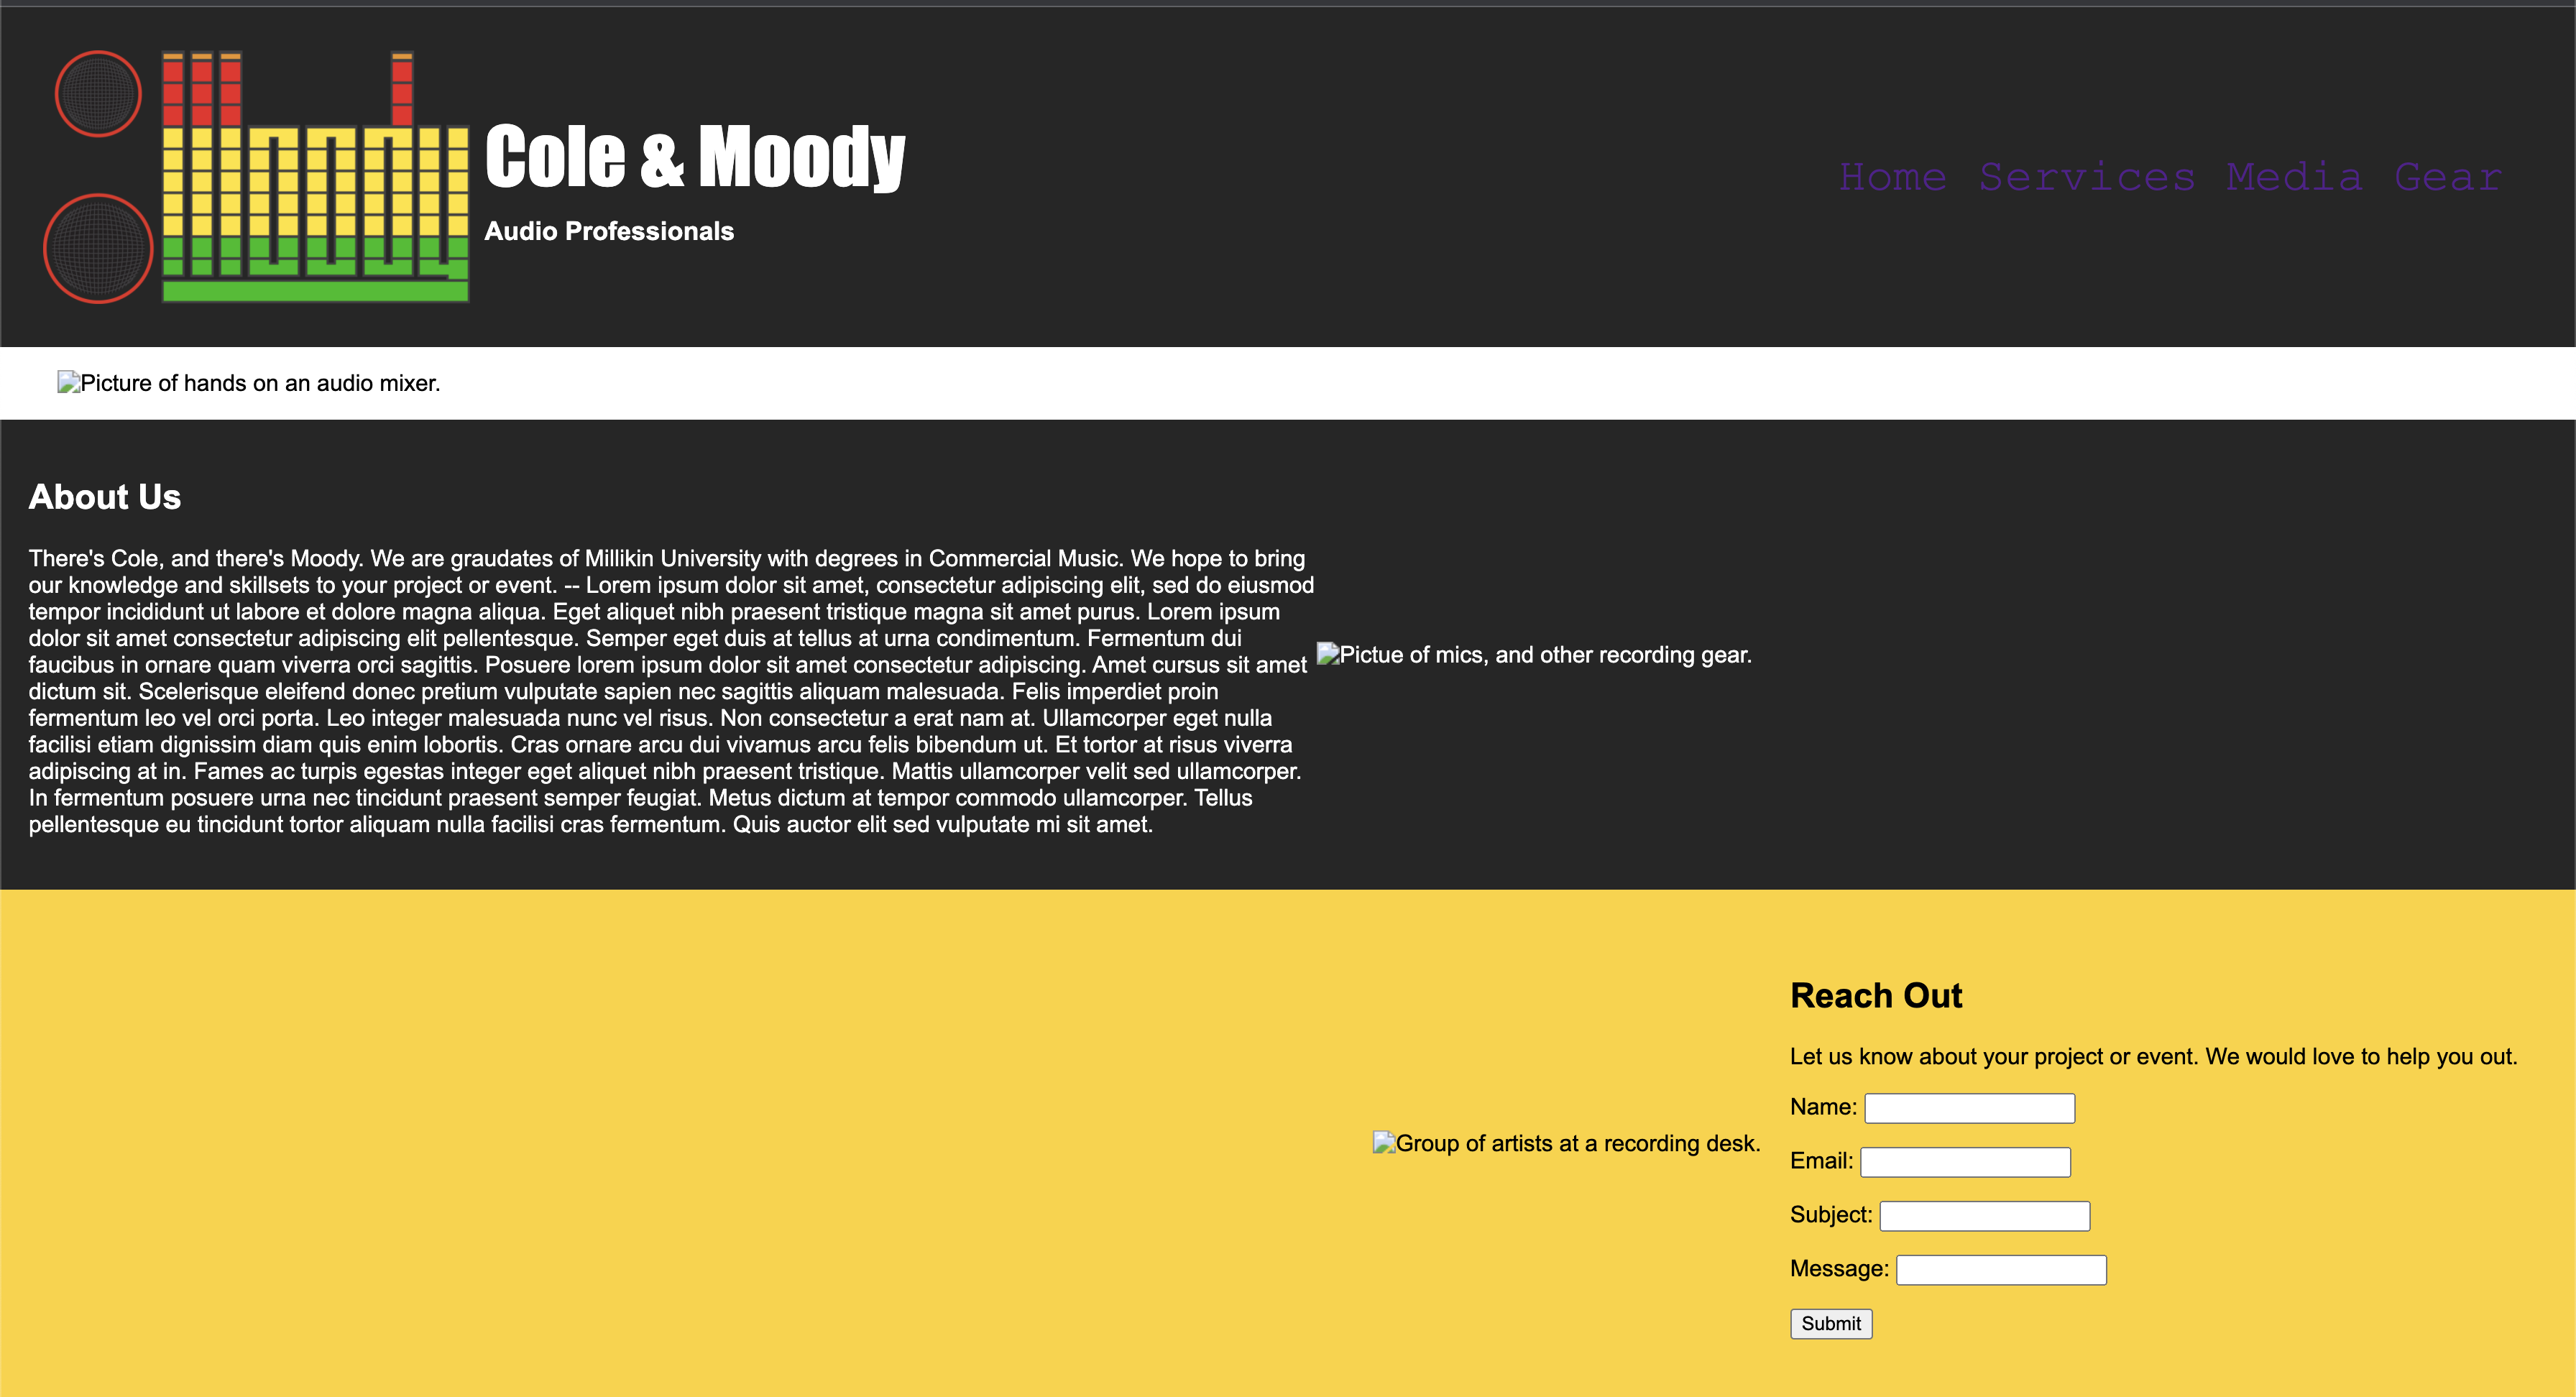 Cole & Moody
Audio Professionals
Home Services Media Gear
Picture of hands on an audio mixer.
About Us
There's Cole, and there's Moody. We are graudates of Millikin University with degrees in Commercial Music. We hope to bring
our knowledge and skillsets to your project or event. -- Lorem ipsum dolor sit amet, consectetur adipiscing elit, sed do eiusmod
tempor incididunt ut labore et dolore magna aliqua. Eget aliquet nibh praesent tristique magna sit amet purus. Lorem ipsum
dolor sit amet consectetur adipiscing elit pellentesque. Semper eget duis at tellus at urna condimentum. Fermentum dui
faucibus in ornare quam viverra orci sagittis. Posuere lorem ipsum dolor sit amet consectetur adipiscing. Amet cursus sit amet
dictum sit. Scelerisque eleifend donec pretium vulputate sapien nec sagittis aliquam malesuada. Felis imperdiet proin
fermentum leo vel orci porta. Leo integer malesuada nunc vel risus. Non consectetur a erat nam at. Ullamcorper eget nulla
facilisi etiam dignissim diam quis enim lobortis. Cras ornare arcu dui vivamus arcu felis bibendum ut. Et tortor at risus viverra
adipiscing at in. Fames ac turpis egestas integer eget aliquet nibh praesent tristique. Mattis ullamcorper velit sed ullamcorper.
In fermentum posuere urna nec tincidunt praesent semper feugiat. Metus dictum at tempor commodo ullamcorper. Tellus
pellentesque eu tincidunt tortor aliquam nulla facilisi cras fermentum. Quis auctor elit sed vulputate mi sit amet.
Pictue of mics, and other recording gear.
Group of artists at a recording desk.
Reach Out
Let us know about your project or event. We would love to help you out.
Name:
Email:
Subject:
Message:
Submit